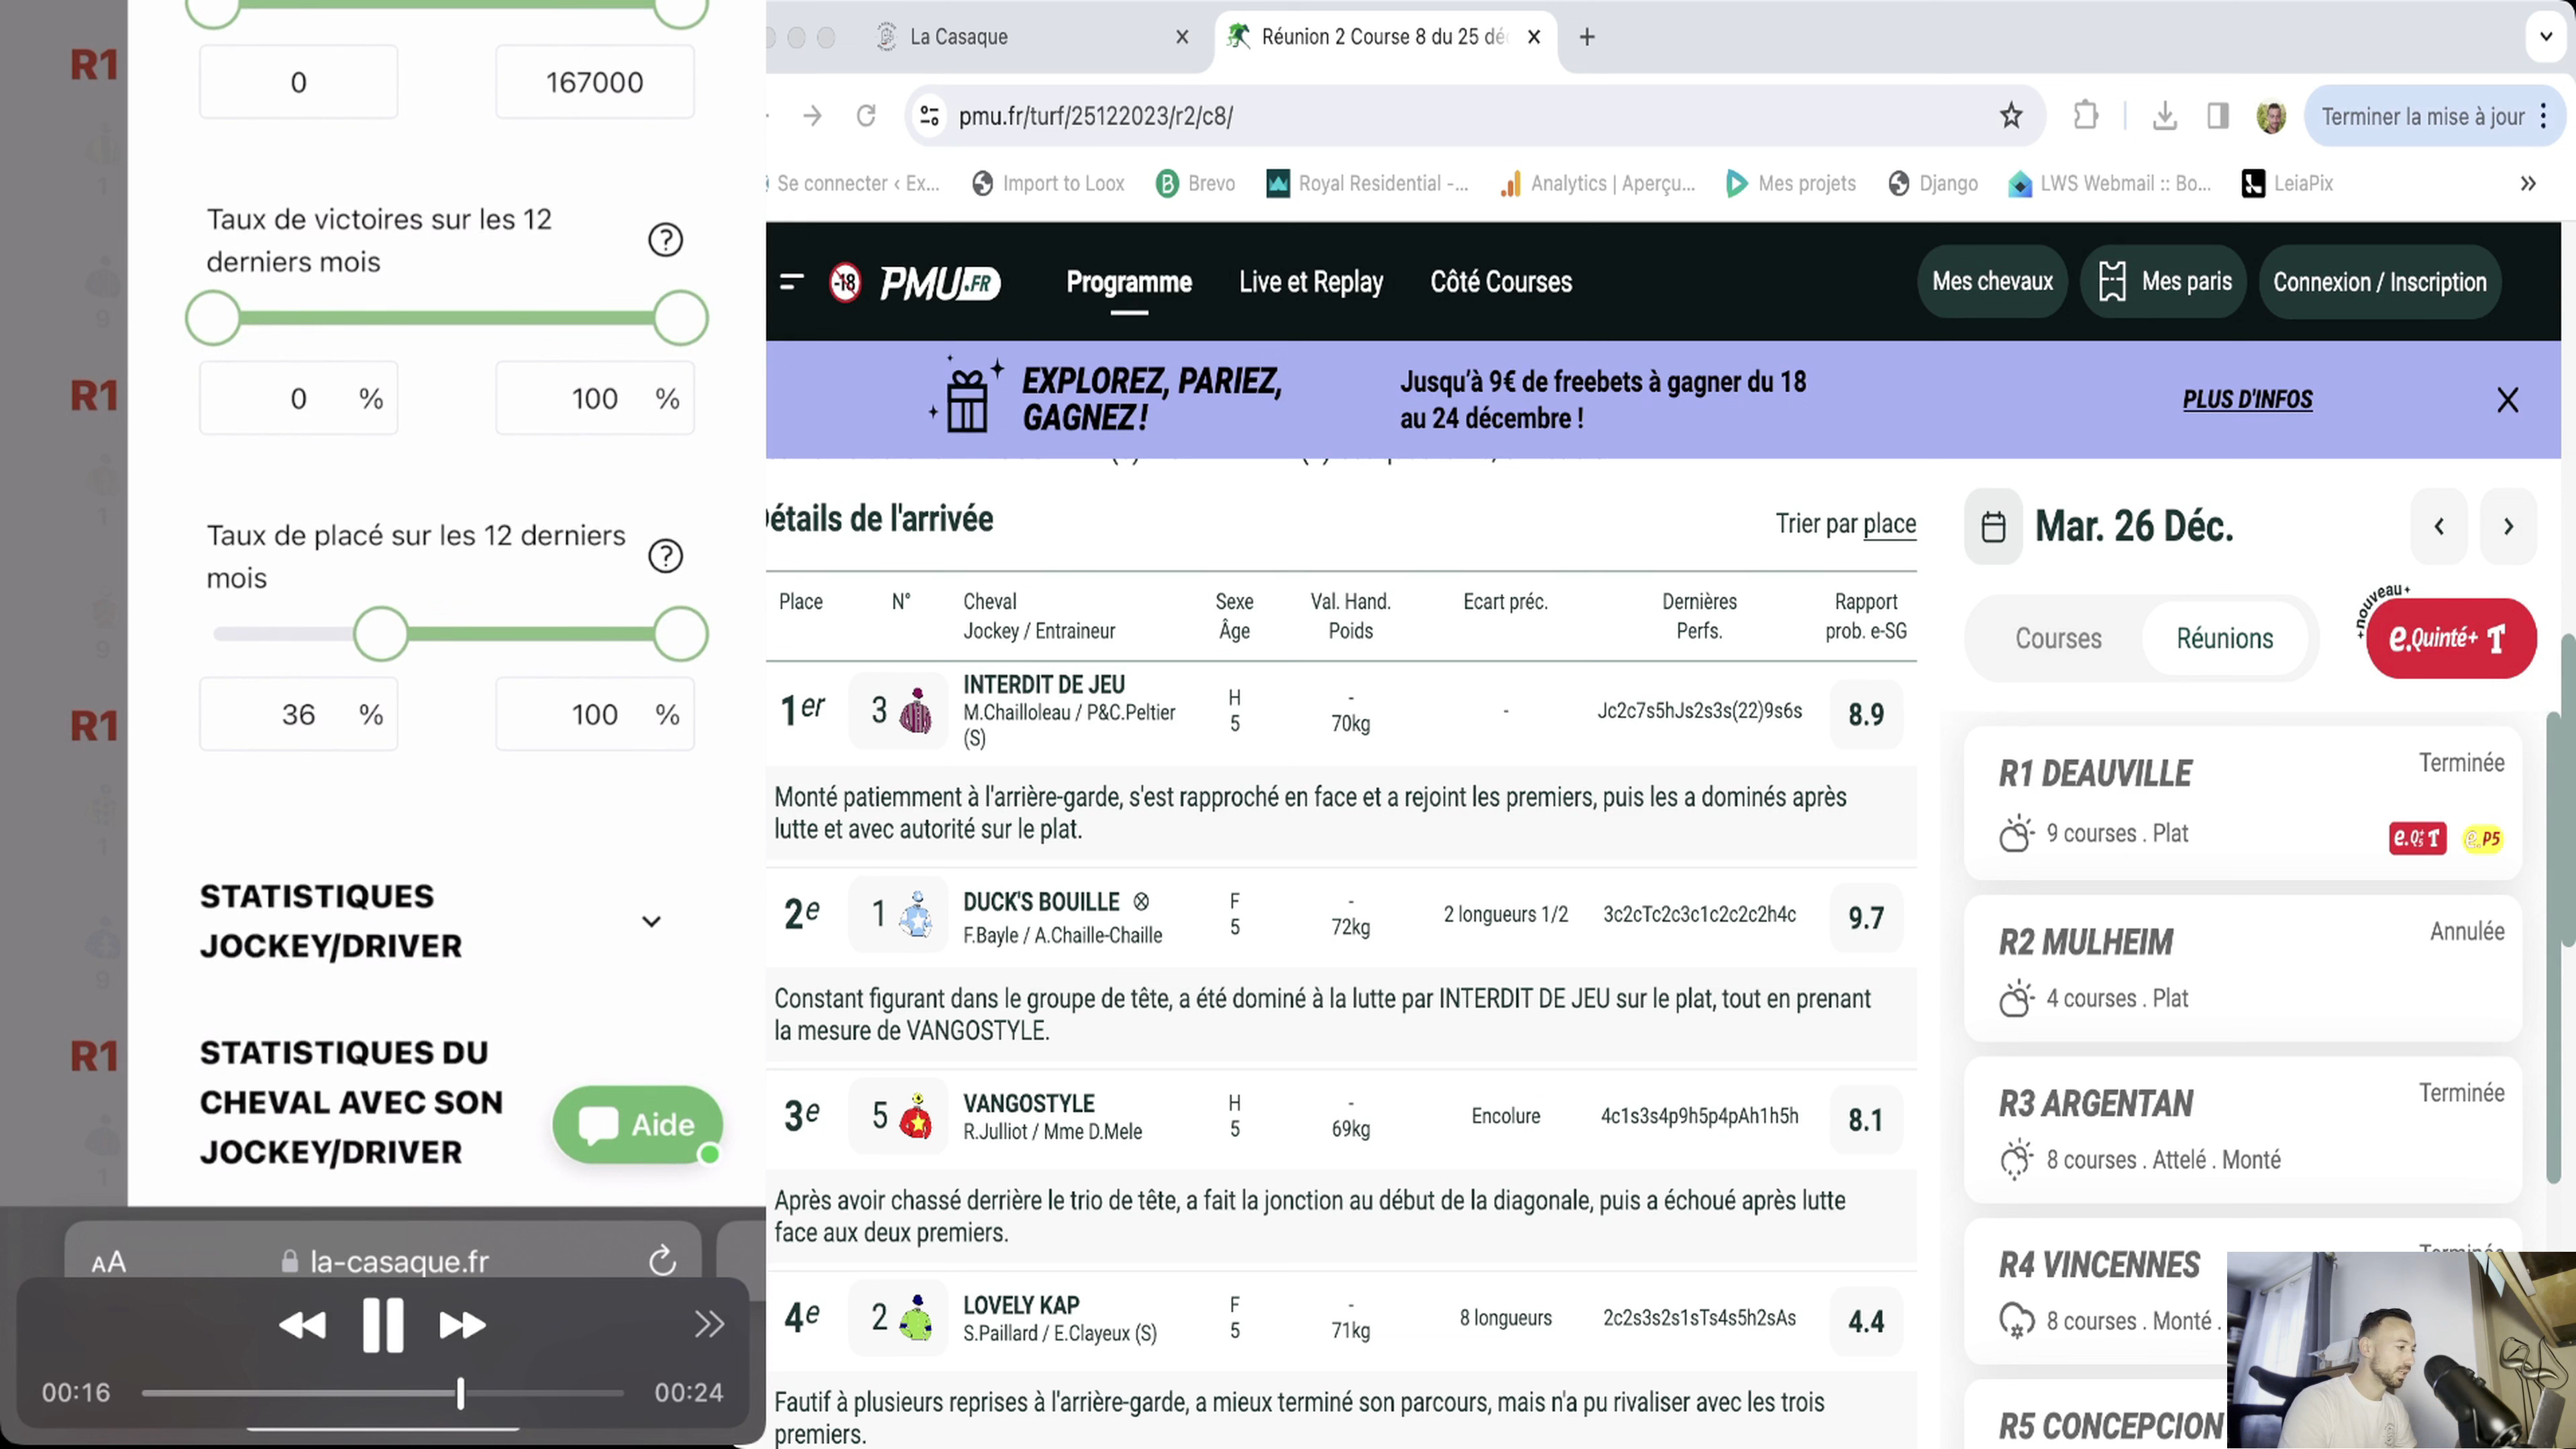 R1
R1
R1
R1
0
167000
Taux de victoires sur les 12
derniers mois
?
0 %
100 %
Taux de placé sur les 12 derniers
mois
?
36 %
100 %
STATISTIQUES
JOCKEY/DRIVER
STATISTIQUES DU
CHEVAL AVEC SON
JOCKEY/DRIVER
Aide
AA
la-casaque.fr
00:16
00:24
La Casaque
Réunion 2 Course 8 du 25 déc
pmu.fr/turf/25122023/r2/c8/
Terminer la mise à jour
Se connecter ‹ Ex...
Import to Loox
Brevo
Royal Residential -...
Analytics | Aperçu...
Mes projets
Django
LWS Webmail :: Bo...
LeiaPix
-18
PMU.FR
Programme
Live et Replay
Côté Courses
Mes chevaux
Mes paris
Connexion / Inscription
EXPLOREZ, PARIEZ,
GAGNEZ !
Jusqu'à 9€ de freebets à gagner du 18
au 24 décembre !
PLUS D'INFOS
étails de l'arrivée
Trier par place
Place
N°
Cheval
Jockey / Entraineur
Sexe
Âge
Val. Hand.
Poids
Ecart préc.
Dernières
Perfs.
Rapport
prob. e-SG
1er
3
INTERDIT DE JEU
M.Chailloleau / P&C.Peltier
(S)
H
5
-
70kg
-
Jc2c7s5hJs2s3s(22)9s6s
8.9
Monté patiemment à l'arrière-garde, s'est rapproché en face et a rejoint les premiers, puis les a dominés après
lutte et avec autorité sur le plat.
2e
1
DUCK'S BOUILLE
F.Bayle / A.Chaille-Chaille
F
5
-
72kg
2 longueurs 1/2
3c2cTc2c3c1c2c2c2h4c
9.7
Constant figurant dans le groupe de tête, a été dominé à la lutte par INTERDIT DE JEU sur le plat, tout en prenant
la mesure de VANGOSTYLE.
3e
5
VANGOSTYLE
R.Julliot / Mme D.Mele
H
5
-
69kg
Encolure
4c1s3s4p9h5p4pAh1h5h
8.1
Après avoir chassé derrière le trio de tête, a fait la jonction au début de la diagonale, puis a échoué après lutte
face aux deux premiers.
4e
2
LOVELY KAP
S.Paillard / E.Clayeux (S)
F
5
-
71kg
8 longueurs
2c2s3s2s1sTs4s5h2sAs
4.4
Fautif à plusieurs reprises à l'arrière-garde, a mieux terminé son parcours, mais n'a pu rivaliser avec les trois
premiers.
Mar. 26 Déc.
Courses
Réunions
+nouveau+
e.Quinté+ T
R1 DEAUVILLE
Terminée
9 courses . Plat
e.Q5 T
e.P5
R2 MULHEIM
Annulée
4 courses . Plat
R3 ARGENTAN
Terminée
8 courses . Attelé . Monté
R4 VINCENNES
8 courses . Monté .
R5 CONCEPCION